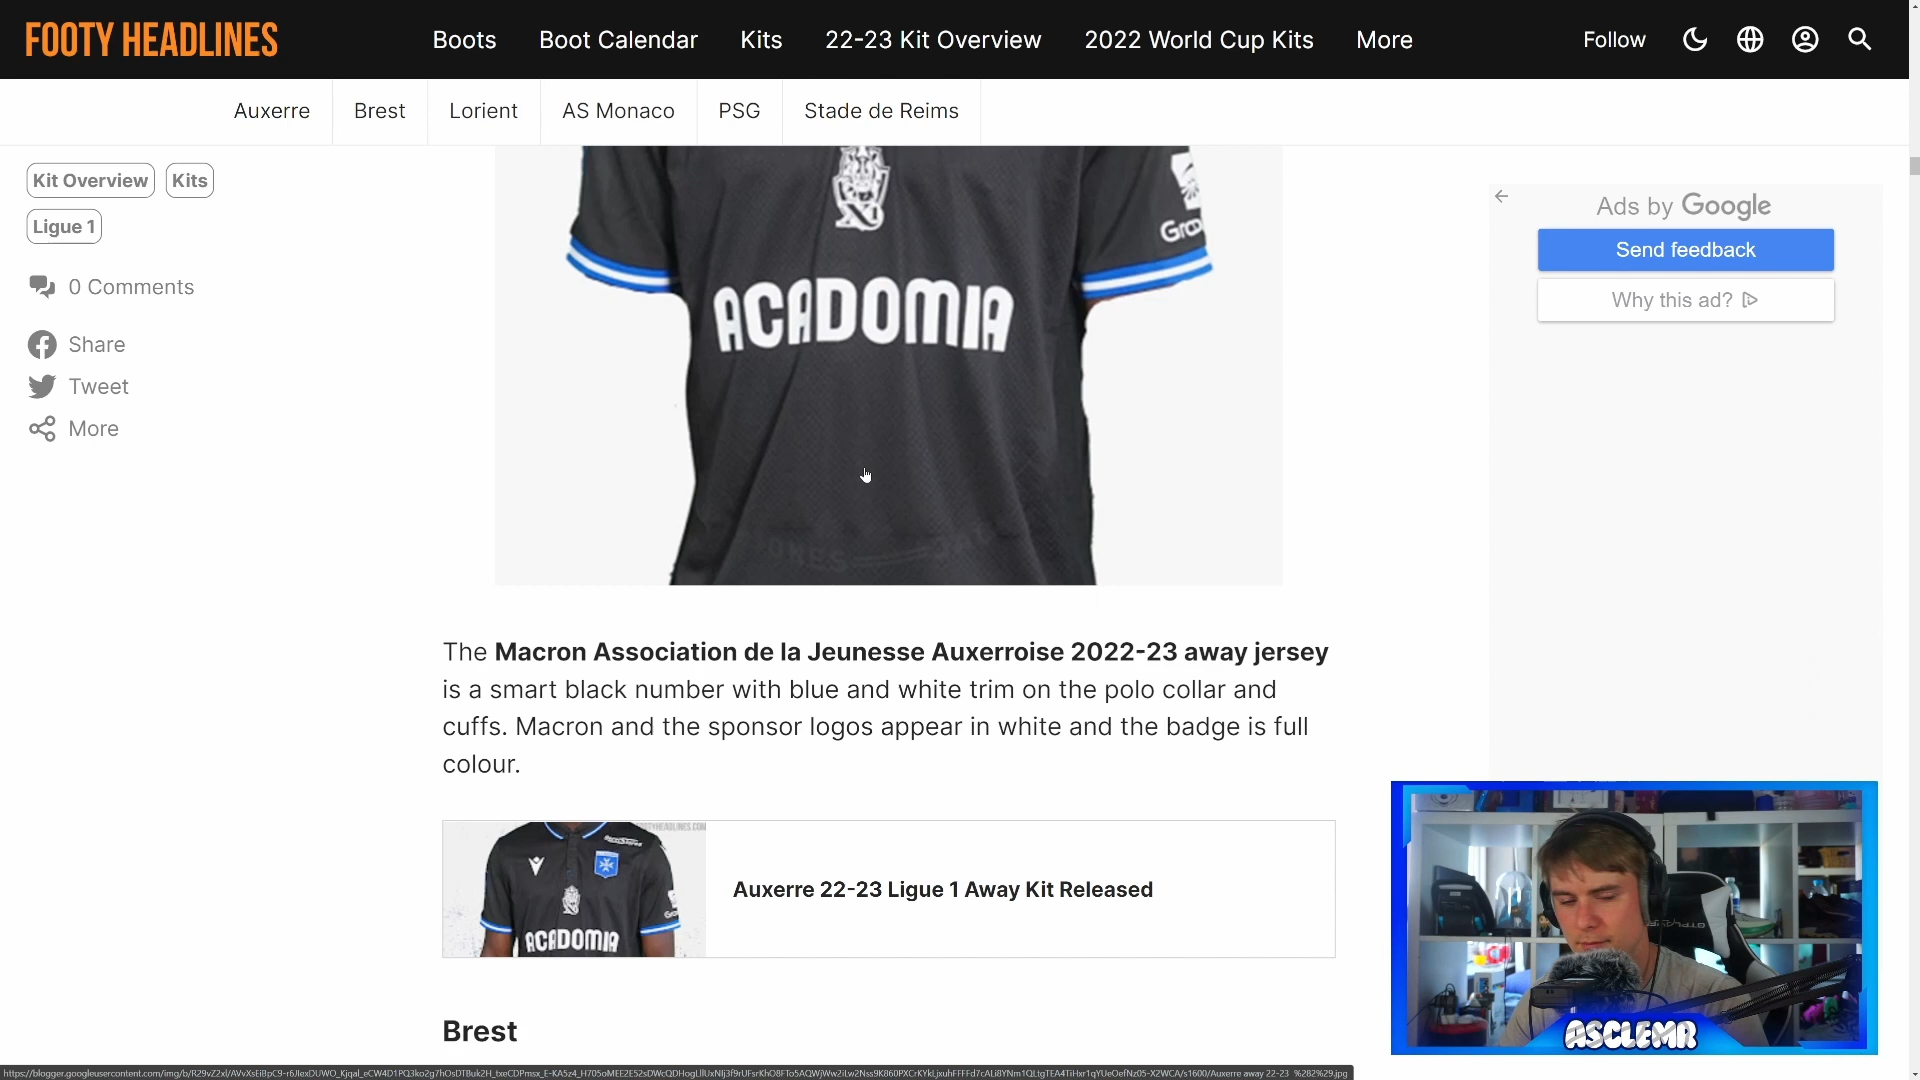 FOOTY HEADLINES
Boots
Boot Calendar
Kits
22-23 Kit Overview
2022 World Cup Kits
More
Follow
Auxerre
Brest
Lorient
AS Monaco
PSG
Stade de Reims
Kit Overview
Kits
Ligue 1
0 Comments
Share
Tweet
More
XI
Groo
ACADOMIA
Ads by Google
Send feedback
Why this ad?
The Macron Association de la Jeunesse Auxerroise 2022-23 away jersey
is a smart black number with blue and white trim on the polo collar and
cuffs. Macron and the sponsor logos appear in white and the badge is full
colour.
ACADOMIA
Auxerre 22-23 Ligue 1 Away Kit Released
Brest
ASCLEMR